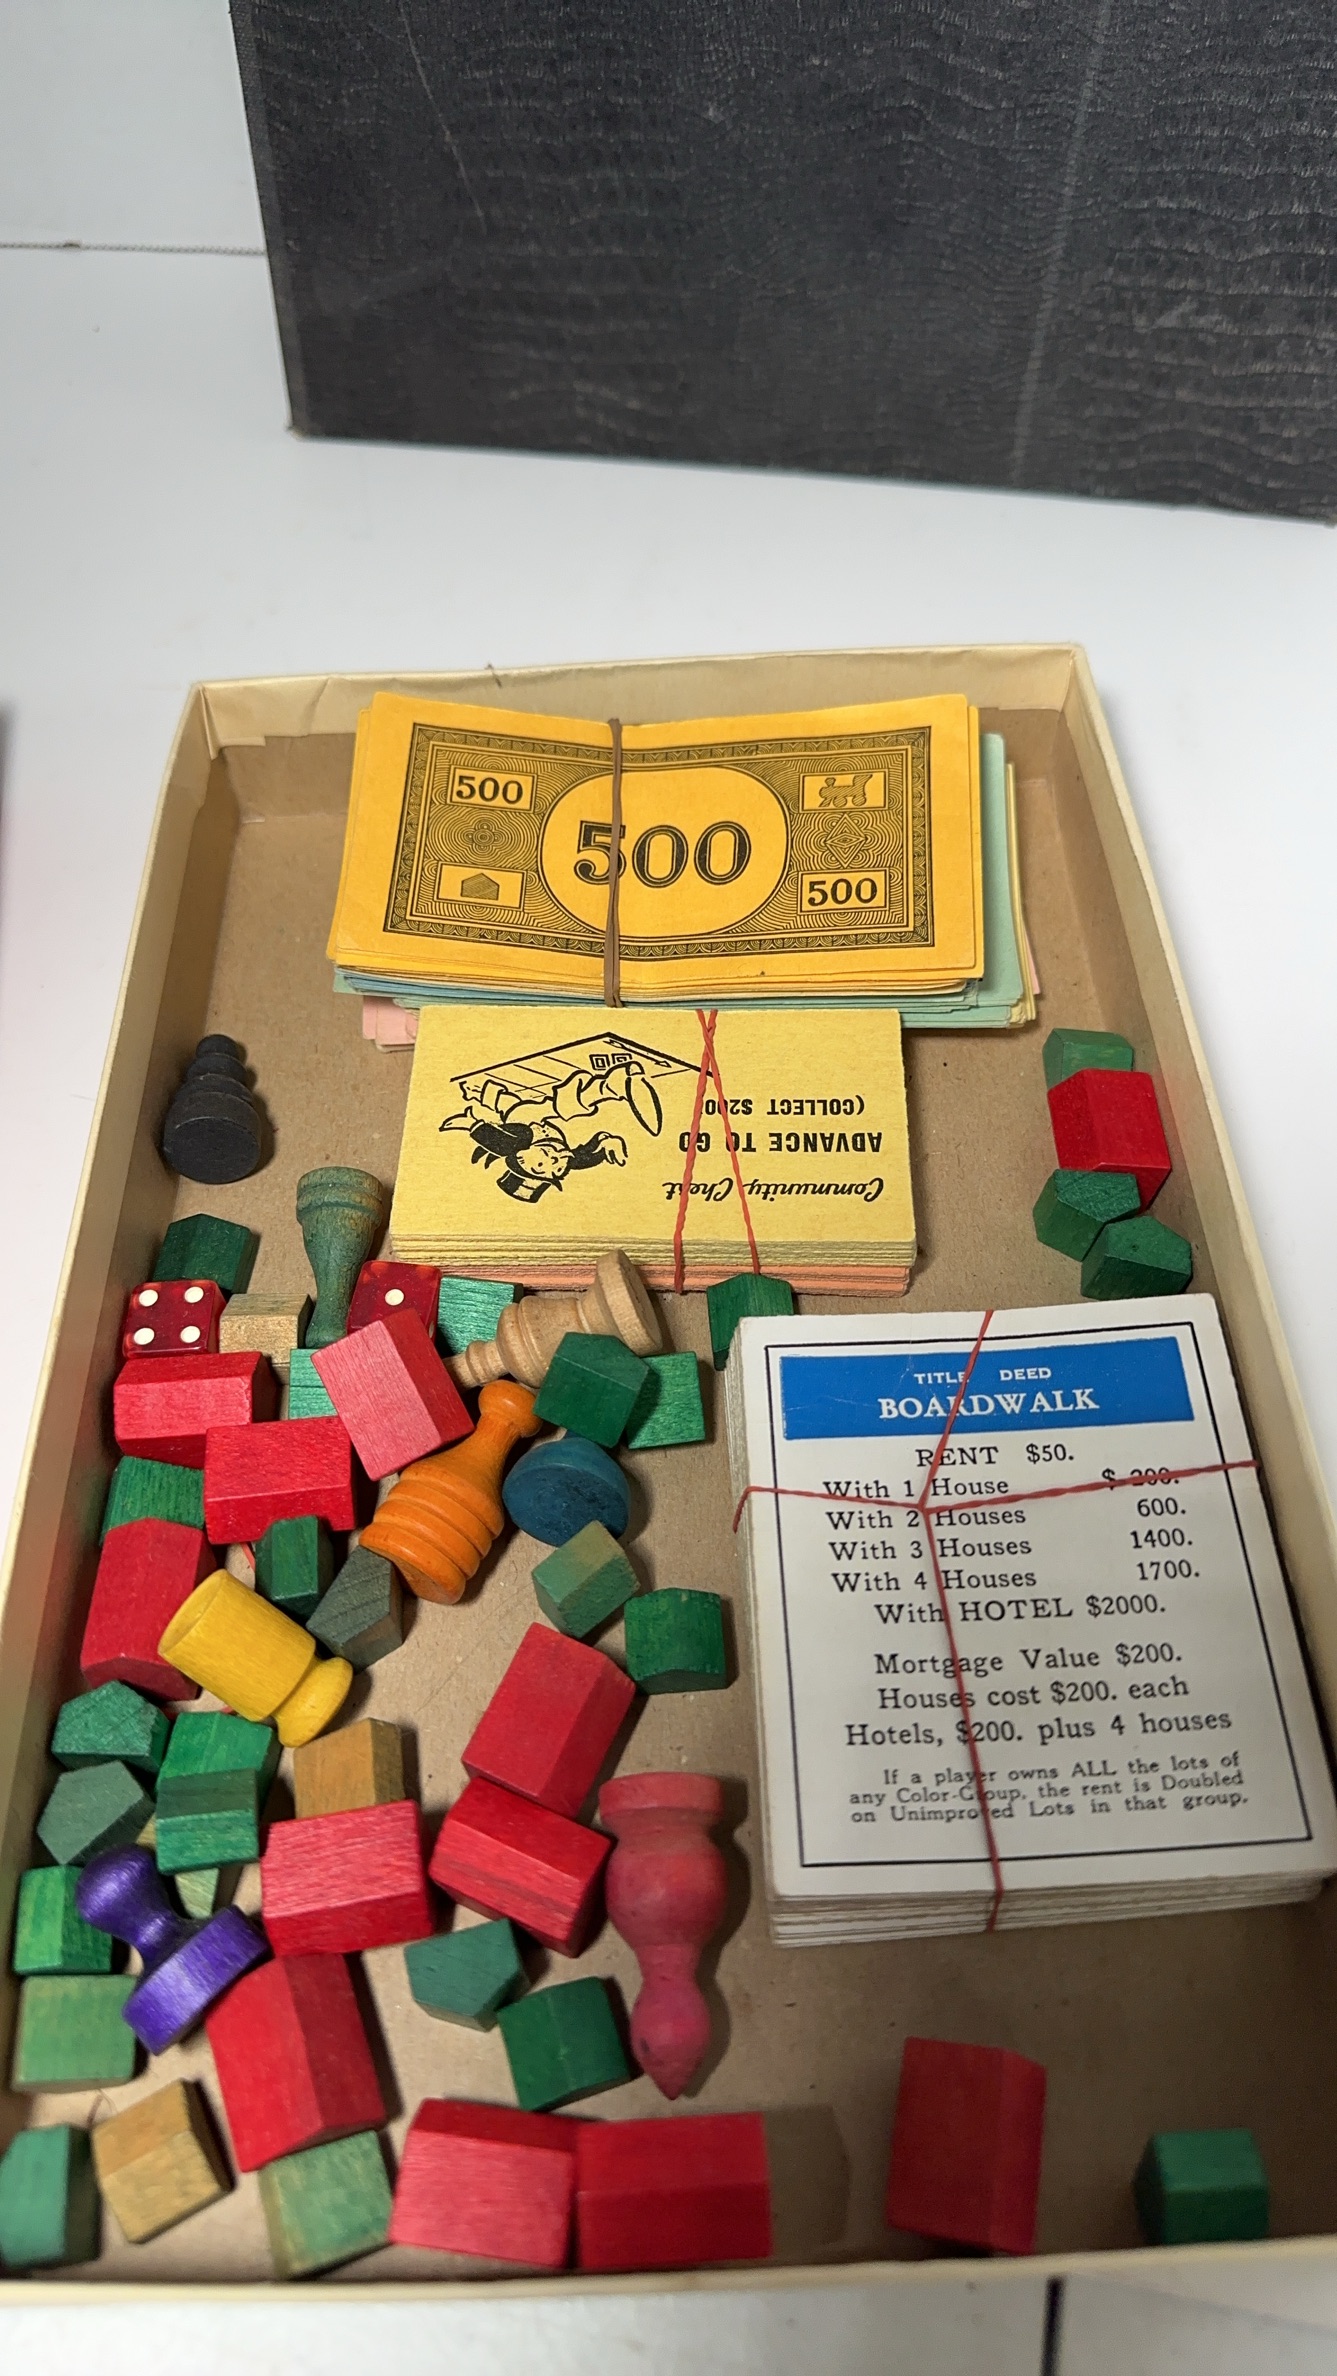 500
500
500
Community Chest
ADVANCE TO GO
(COLLECT $200)
GO
TITLE DEED
BOARDWALK
RENT $50.
With 1 House $ 200.
With 2 Houses 600.
With 3 Houses 1400.
With 4 Houses 1700.
With HOTEL $2000.
Mortgage Value $200.
Houses cost $200. each
Hotels, $200. plus 4 houses
If a player owns ALL the lots of
any Color-Group, the rent is Doubled
on Unimproved Lots in that group.